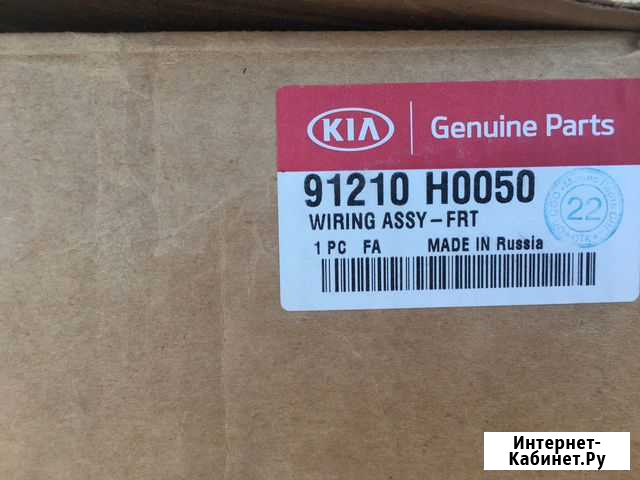 KIA Genuine Parts
91210 H0050
WIRING ASSY-FRT
22
1 PC FA MADE IN Russia
Интернет-
Кабинет.Ру